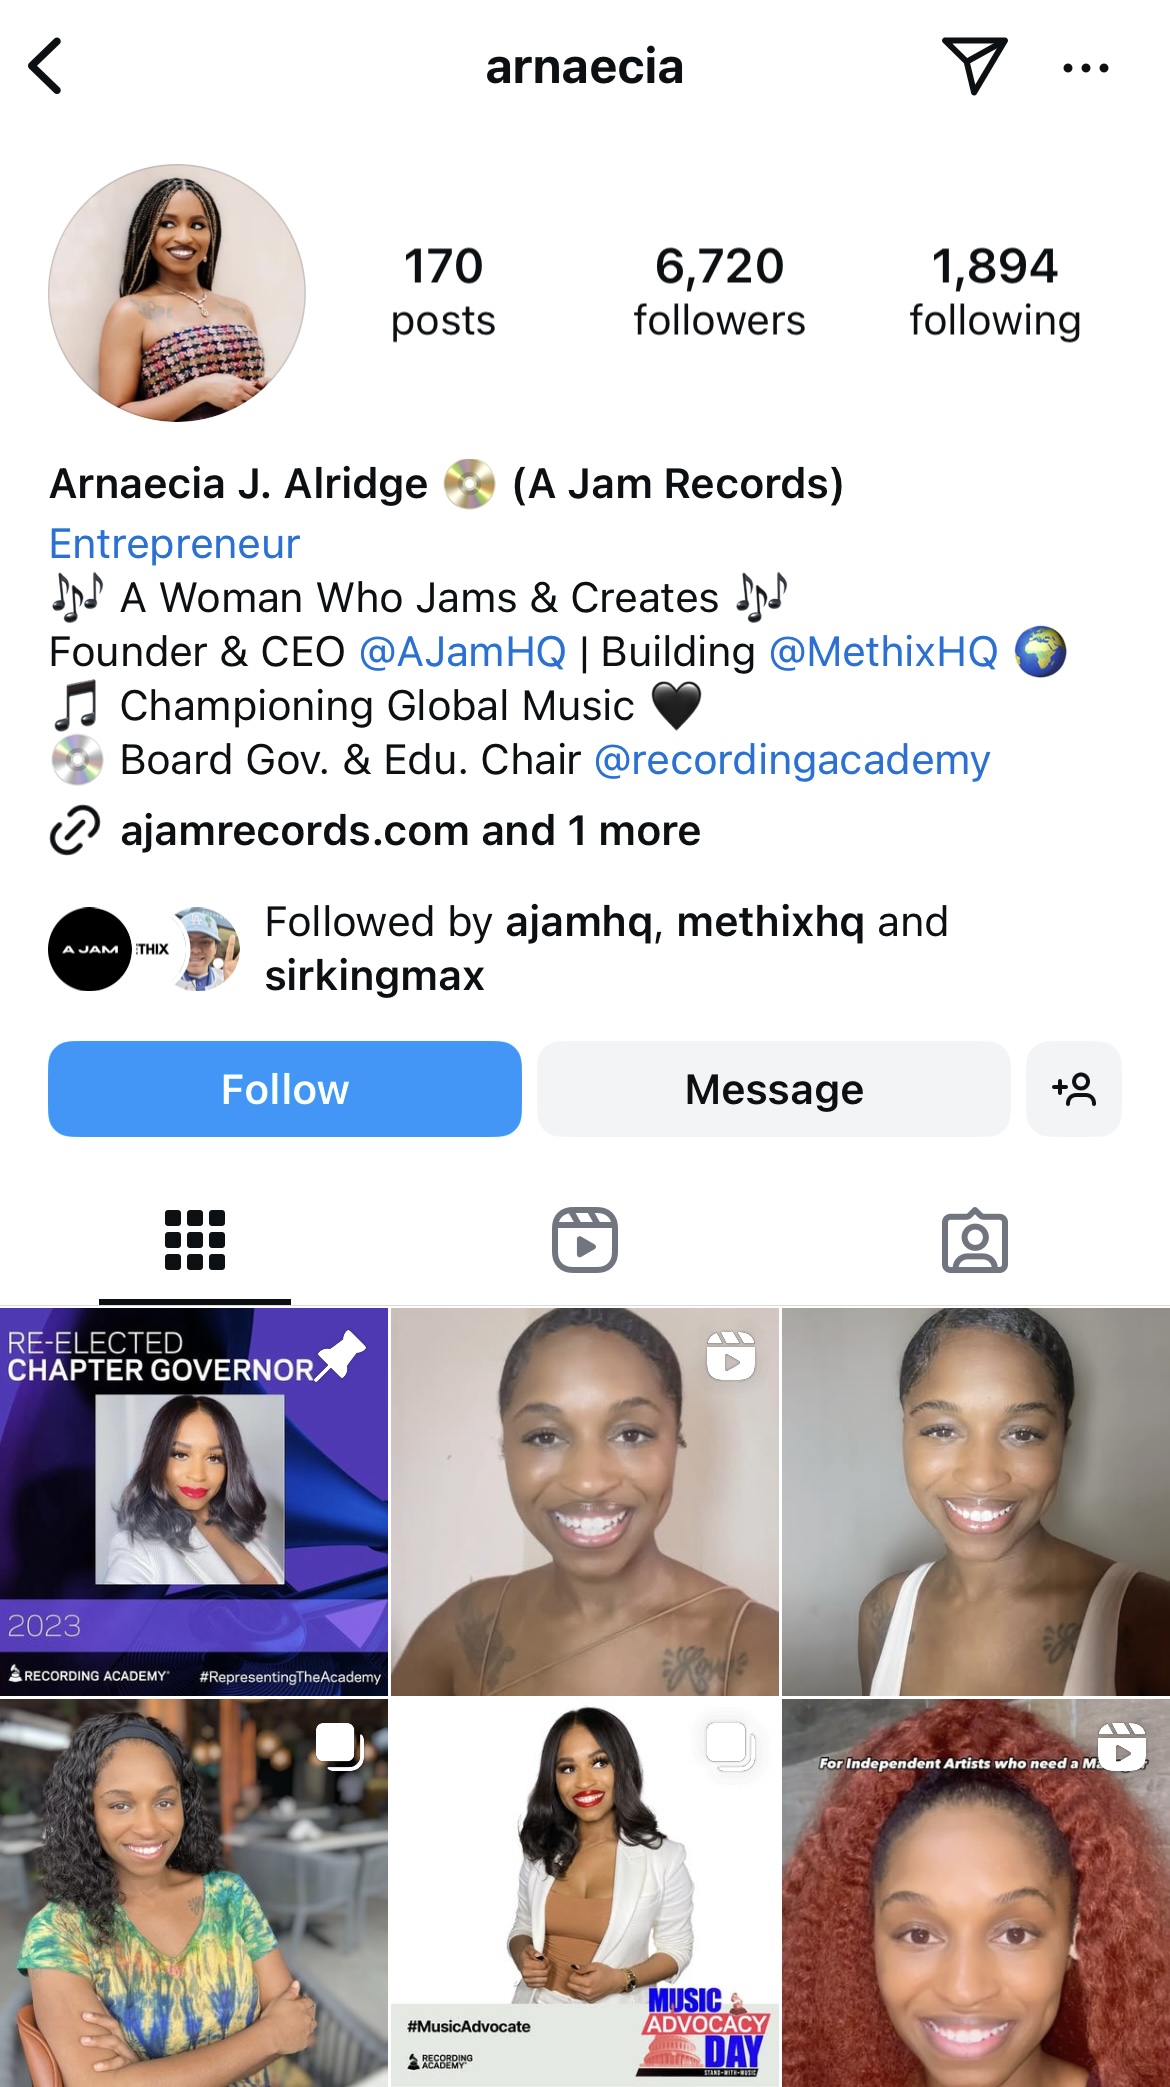 arnaecia
170 posts
6,720 followers
1,894 following
Arnaecia J. Alridge 📀 (A Jam Records)
Entrepreneur
🎶 A Woman Who Jams & Creates 🎶
Founder & CEO @AJamHQ | Building @MethixHQ 🌍
🎵 Championing Global Music 🖤
💿 Board Gov. & Edu. Chair @recordingacademy
ajamrecords.com and 1 more
A JAM
THIX
Followed by ajamhq, methixhq and
sirkingmax
Follow
Message
RE-ELECTED
CHAPTER GOVERNOR
2023
RECORDING ACADEMY®
#RepresentingTheAcademy
For Independent Artists who need a
#MusicAdvocate
RECORDING
ACADEMY
MUSIC
ADVOCACY
DAY
STAND•WITH•MUSIC